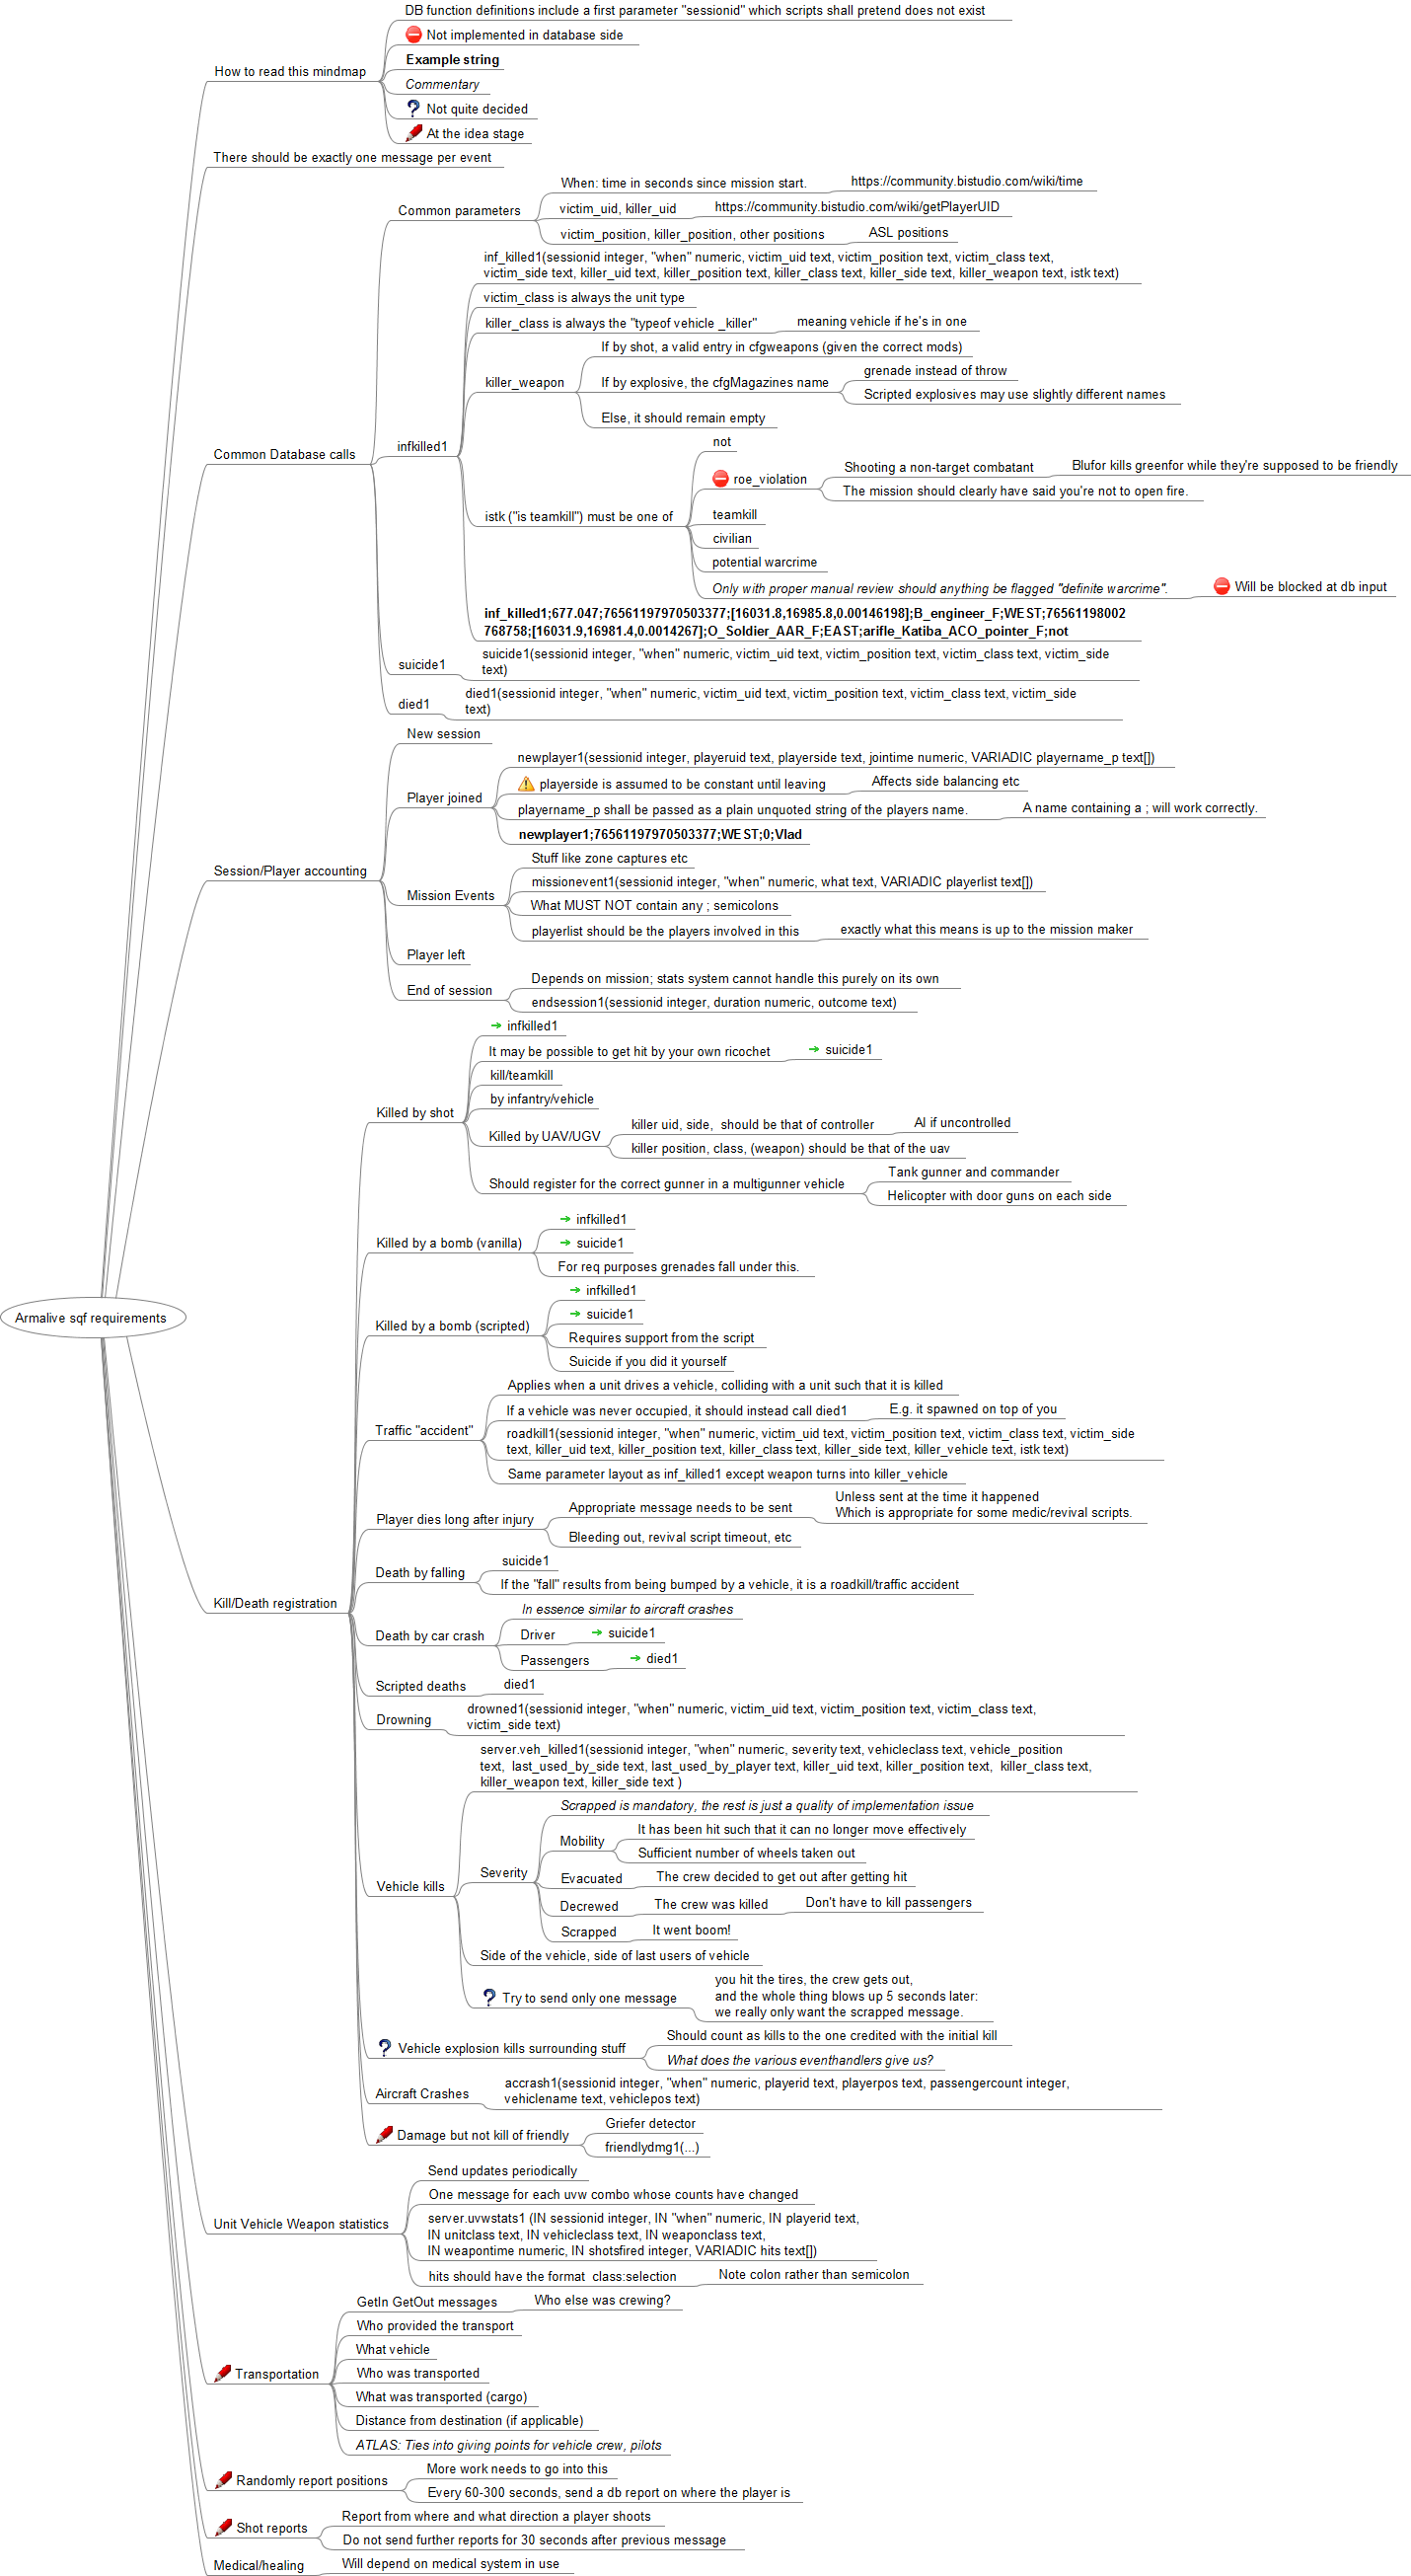 DB function definitions include a first parameter "sessionid" which scripts shall pretend does not exist
Not implemented in database side
Example string
How to read this mindmap
Commentary
Not quite decided
At the idea stage
There should be exactly one message per event
When: time in seconds since mission start.
https://community.bistudio.com/wiki/time
Common parameters
victim_uid, killer_uid
https://community.bistudio.com/wiki/getPlayerUID
victim_position, killer_position, other positions
ASL positions
inf_killed1(sessionid integer, "when" numeric, victim_uid text, victim_position text, victim_class text,
victim_side text, killer_uid text, killer_position text, killer_class text, killer_side text, killer_weapon text, istk text)
victim_class is always the unit type
killer_class is always the "typeof vehicle _killer"
meaning vehicle if he's in one
If by shot, a valid entry in cfgweapons (given the correct mods)
killer_weapon
If by explosive, the cfgMagazines name
grenade instead of throw
Scripted explosives may use slightly different names
Else, it should remain empty
Common Database calls
infkilled1
not
roe_violation
Shooting a non-target combatant
Blufor kills greenfor while they're supposed to be friendly
The mission should clearly have said you're not to open fire.
istk ("is teamkill") must be one of
teamkill
civilian
potential warcrime
Only with proper manual review should anything be flagged "definite warcrime".
Will be blocked at db input
inf_killed1;677.047;76561197970503377;[16031.8,16985.8,0.00146198];B_engineer_F;WEST;76561198002
768758;[16031.9,16981.4,0.0014267];O_Soldier_AAR_F;EAST;arifle_Katiba_ACO_pointer_F;not
suicide1
suicide1(sessionid integer, "when" numeric, victim_uid text, victim_position text, victim_class text, victim_side
text)
died1
died1(sessionid integer, "when" numeric, victim_uid text, victim_position text, victim_class text, victim_side
text)
New session
newplayer1(sessionid integer, playeruid text, playerside text, jointime numeric, VARIADIC playername_p text[])
Player joined
playerside is assumed to be constant until leaving
Affects side balancing etc
playername_p shall be passed as a plain unquoted string of the players name.
A name containing a ; will work correctly.
newplayer1;76561197970503377;WEST;0;Vlad
Session/Player accounting
Stuff like zone captures etc
Mission Events
missionevent1(sessionid integer, "when" numeric, what text, VARIADIC playerlist text[])
What MUST NOT contain any ; semicolons
playerlist should be the players involved in this
exactly what this means is up to the mission maker
Player left
End of session
Depends on mission; stats system cannot handle this purely on its own
endsession1(sessionid integer, duration numeric, outcome text)
infkilled1
It may be possible to get hit by your own ricochet
suicide1
kill/teamkill
Killed by shot
by infantry/vehicle
Killed by UAV/UGV
killer uid, side,  should be that of controller
AI if uncontrolled
killer position, class, (weapon) should be that of the uav
Should register for the correct gunner in a multigunner vehicle
Tank gunner and commander
Helicopter with door guns on each side
Killed by a bomb (vanilla)
infkilled1
suicide1
For req purposes grenades fall under this.
Killed by a bomb (scripted)
infkilled1
suicide1
Requires support from the script
Suicide if you did it yourself
Armalive sqf requirements
Traffic "accident"
Applies when a unit drives a vehicle, colliding with a unit such that it is killed
If a vehicle was never occupied, it should instead call died1
E.g. it spawned on top of you
roadkill1(sessionid integer, "when" numeric, victim_uid text, victim_position text, victim_class text, victim_side
text, killer_uid text, killer_position text, killer_class text, killer_side text, killer_vehicle text, istk text)
Same parameter layout as inf_killed1 except weapon turns into killer_vehicle
Player dies long after injury
Appropriate message needs to be sent
Unless sent at the time it happened
Which is appropriate for some medic/revival scripts.
Bleeding out, revival script timeout, etc
Death by falling
suicide1
If the "fall" results from being bumped by a vehicle, it is a roadkill/traffic accident
Kill/Death registration
Death by car crash
In essence similar to aircraft crashes
Driver
suicide1
Passengers
died1
Scripted deaths
died1
Drowning
drowned1(sessionid integer, "when" numeric, victim_uid text, victim_position text, victim_class text,
victim_side text)
server.veh_killed1(sessionid integer, "when" numeric, severity text, vehicleclass text, vehicle_position
text,  last_used_by_side text, last_used_by_player text, killer_uid text, killer_position text,  killer_class text,
killer_weapon text, killer_side text )
Scrapped is mandatory, the rest is just a quality of implementation issue
Mobility
It has been hit such that it can no longer move effectively
Sufficient number of wheels taken out
Vehicle kills
Severity
Evacuated
The crew decided to get out after getting hit
Decrewed
The crew was killed
Don't have to kill passengers
Scrapped
It went boom!
Side of the vehicle, side of last users of vehicle
Try to send only one message
you hit the tires, the crew gets out,
and the whole thing blows up 5 seconds later:
we really only want the scrapped message.
Vehicle explosion kills surrounding stuff
Should count as kills to the one credited with the initial kill
What does the various eventhandlers give us?
Aircraft Crashes
accrash1(sessionid integer, "when" numeric, playerid text, playerpos text, passengercount integer,
vehiclename text, vehiclepos text)
Damage but not kill of friendly
Griefer detector
friendlydmg1(...)
Send updates periodically
One message for each uvw combo whose counts have changed
Unit Vehicle Weapon statistics
server.uvwstats1 (IN sessionid integer, IN "when" numeric, IN playerid text,
IN unitclass text, IN vehicleclass text, IN weaponclass text,
IN weapontime numeric, IN shotsfired integer, VARIADIC hits text[])
hits should have the format  class:selection
Note colon rather than semicolon
GetIn GetOut messages
Who else was crewing?
Who provided the transport
What vehicle
Transportation
Who was transported
What was transported (cargo)
Distance from destination (if applicable)
ATLAS: Ties into giving points for vehicle crew, pilots
Randomly report positions
More work needs to go into this
Every 60-300 seconds, send a db report on where the player is
Shot reports
Report from where and what direction a player shoots
Do not send further reports for 30 seconds after previous message
Medical/healing
Will depend on medical system in use